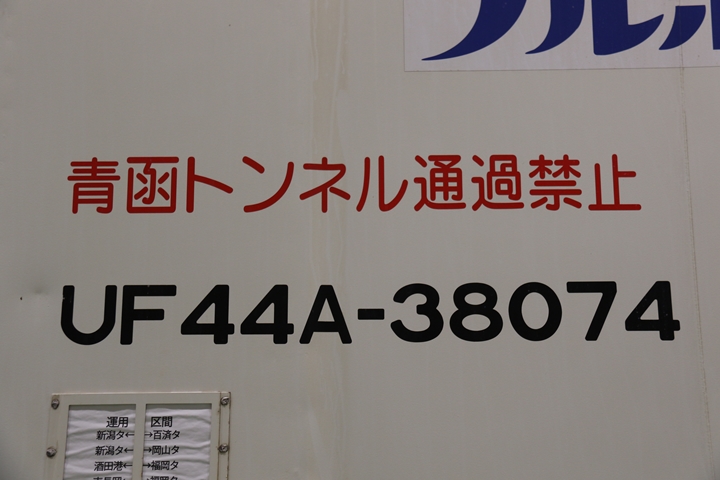 青函トンネル通過禁止
UF44A-38074
運用 区間
新潟タ←→百済タ
新潟タ←→岡山タ
酒田港←→福岡タ